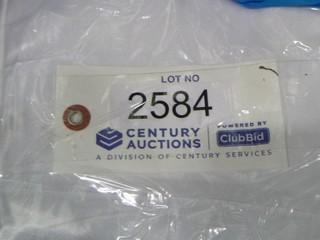 LOT NO
2584
CENTURY AUCTIONS
POWERED BY
ClubBid
A DIVISION OF CENTURY SERVICES